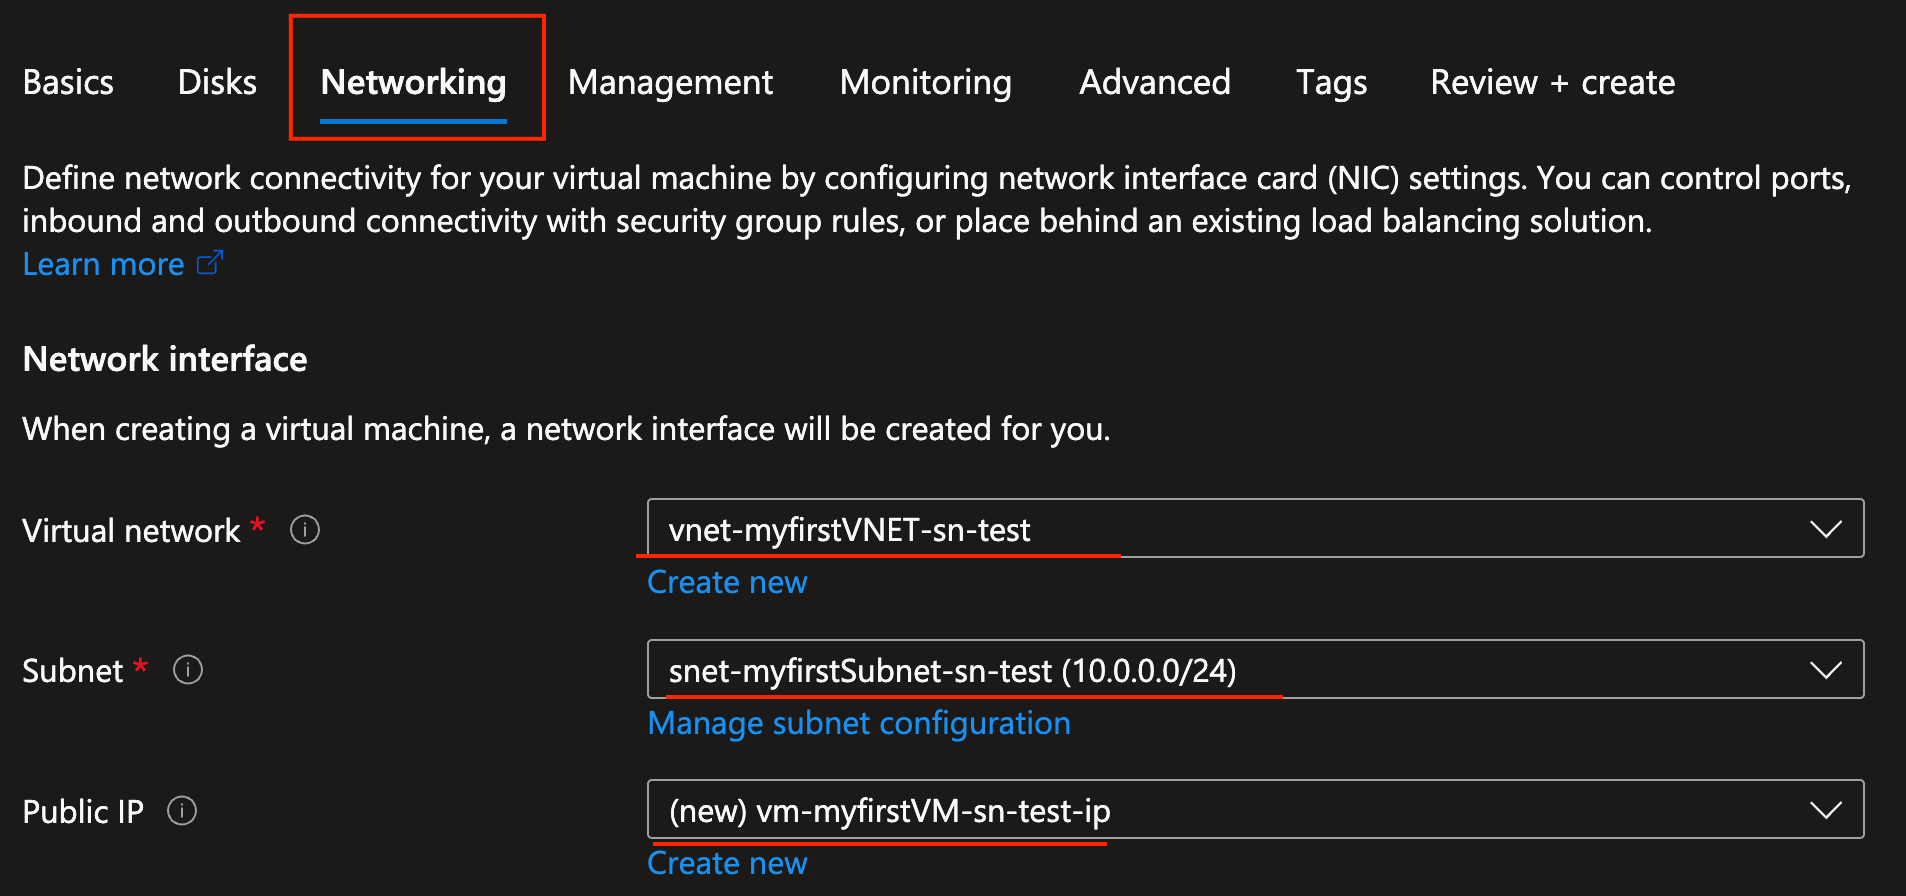 Basics Disks Networking Management Monitoring Advanced Tags Review + create
Define network connectivity for your virtual machine by configuring network interface card (NIC) settings. You can control ports,
inbound and outbound connectivity with security group rules, or place behind an existing load balancing solution.
Learn more
Network interface
When creating a virtual machine, a network interface will be created for you.
Virtual network * vnet-myfirstVNET-sn-test
Create new
Subnet * snet-myfirstSubnet-sn-test (10.0.0.0/24)
Manage subnet configuration
Public IP (new) vm-myfirstVM-sn-test-ip
Create new